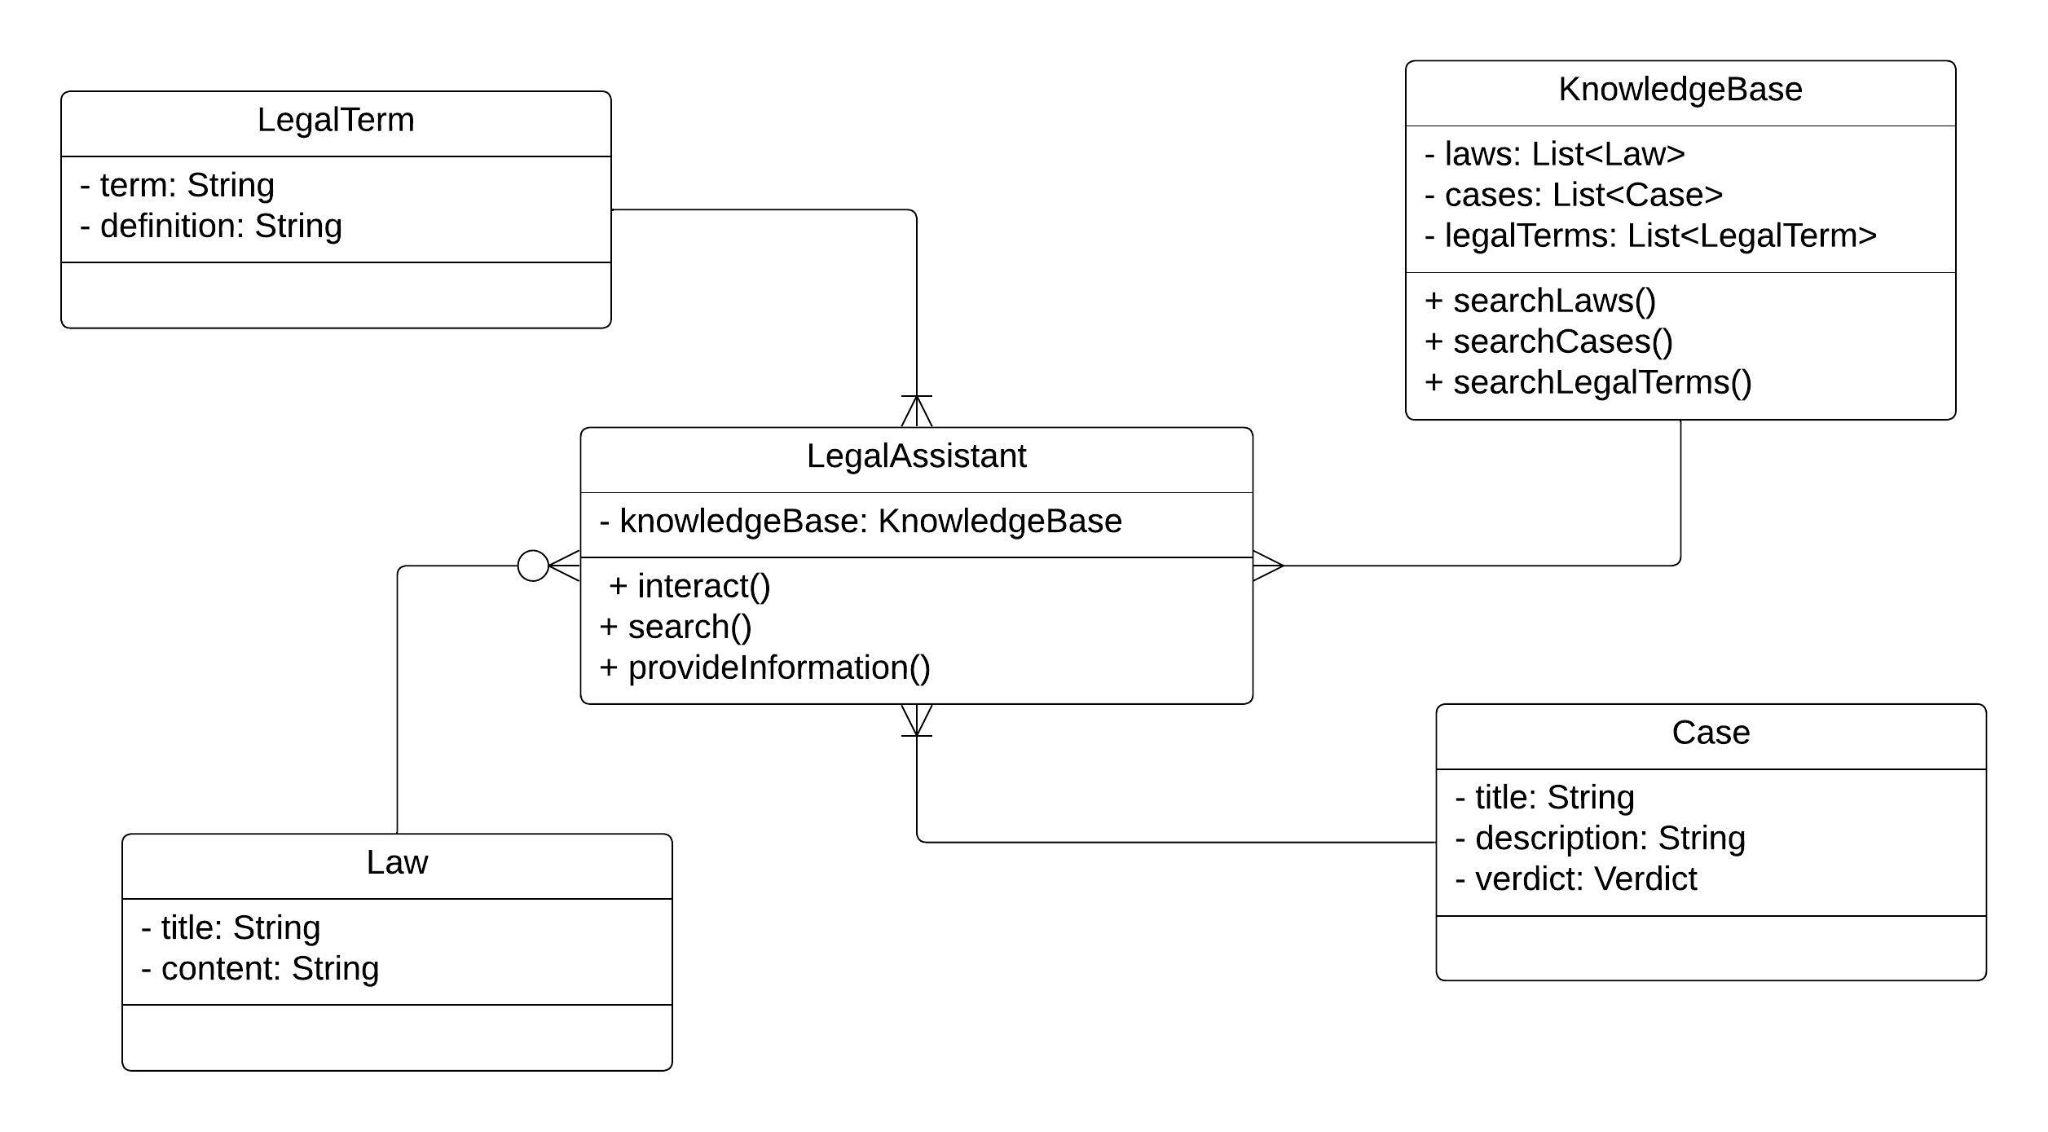 LegalTerm
- term: String
- definition: String
KnowledgeBase
- laws: List<Law>
- cases: List<Case>
- legalTerms: List<LegalTerm>
+ searchLaws()
+ searchCases()
+ searchLegalTerms()
LegalAssistant
- knowledgeBase: KnowledgeBase
+ interact()
+ search()
+ provideInformation()
Law
- title: String
- content: String
Case
- title: String
- description: String
- verdict: Verdict